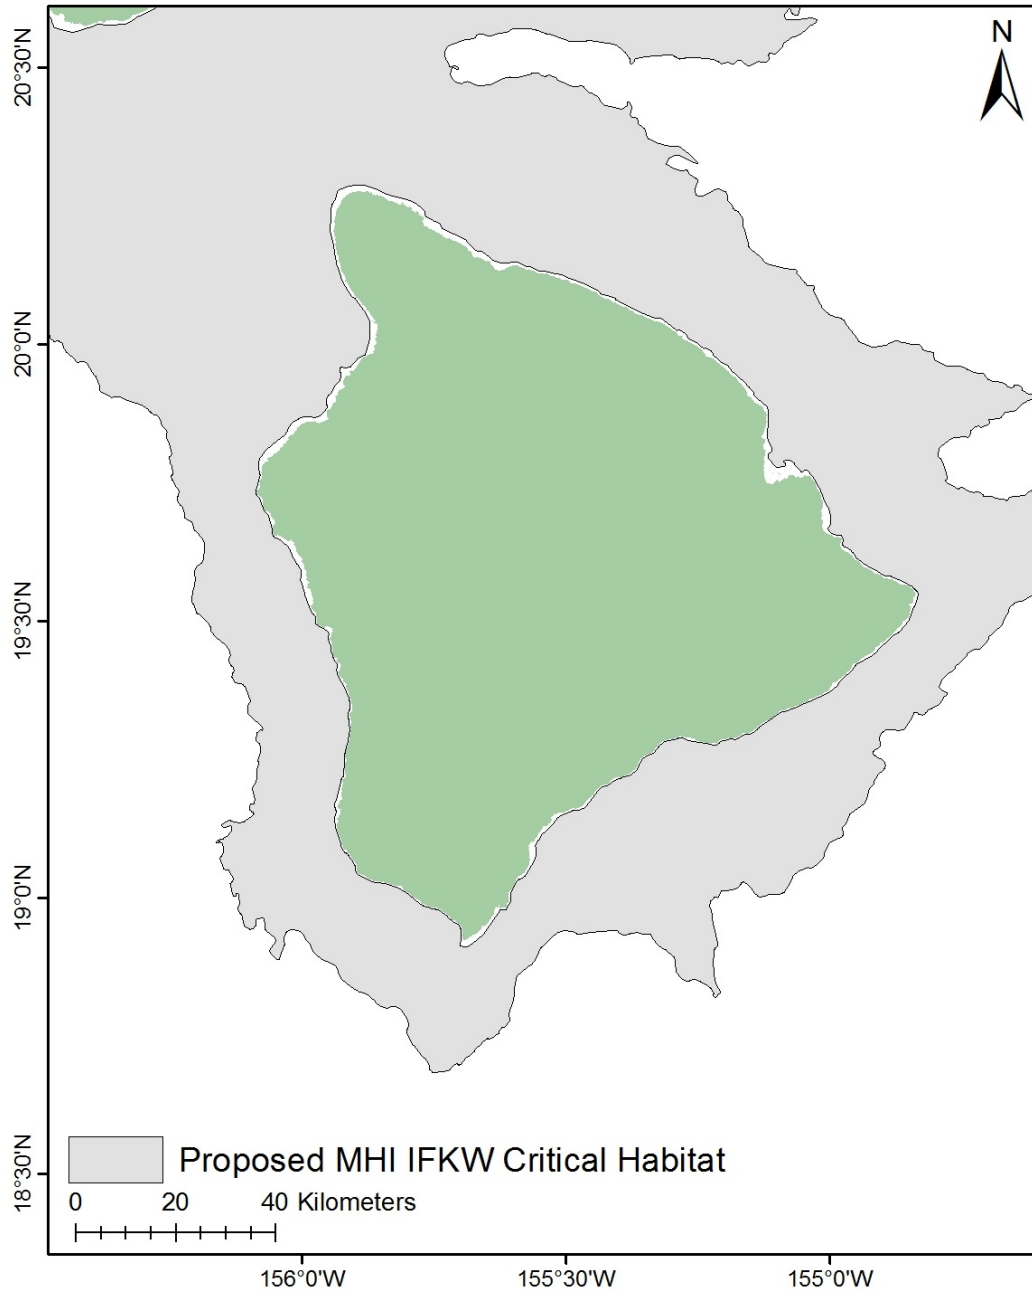 N
20°30'N
20°0'N
19°30'N
19°0'N
18°30'N
Proposed MHI IFKW Critical Habitat
0 20 40 Kilometers
156°0'W 155°30'W 155°0'W